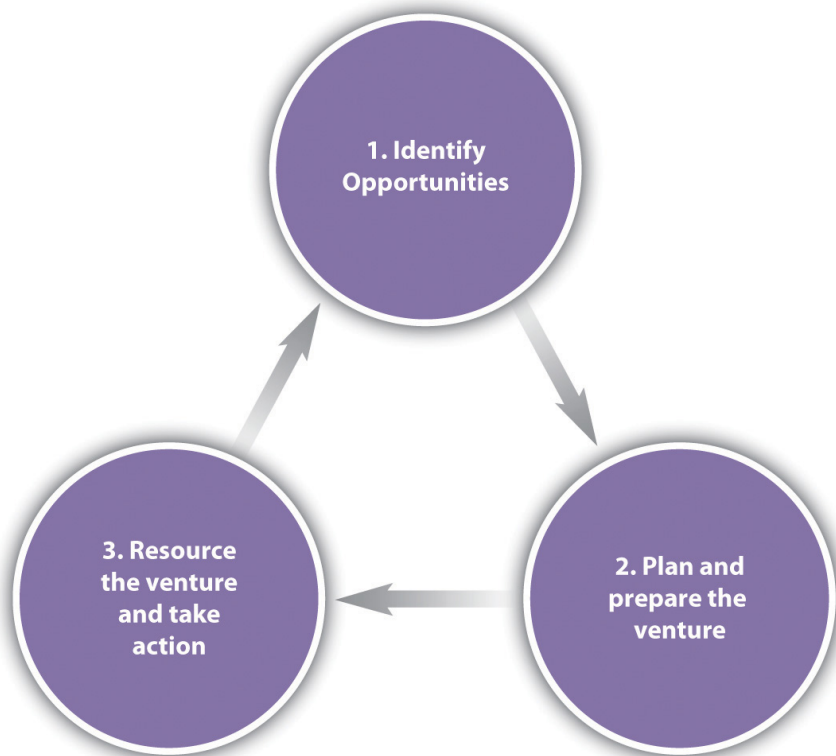 1. Identify
Opportunities
2. Plan and
prepare the
venture
3. Resource
the venture
and take
action